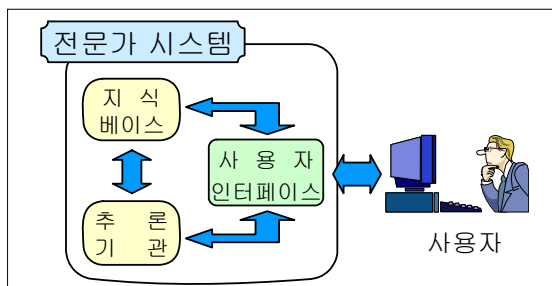 전문가 시스템
지 식
베이스
사 용 자
인터페이스
추 론
기 관
사용자